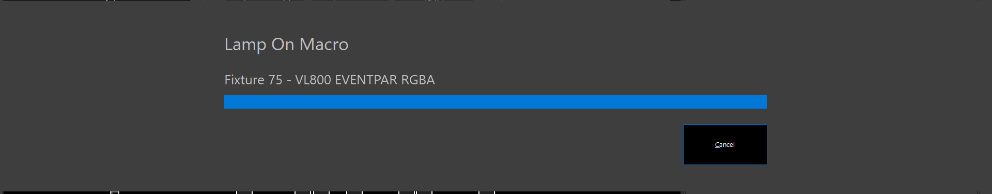 Lamp On Macro
Fixture 75 - VL800 EVENTPAR RGBA
Cancel